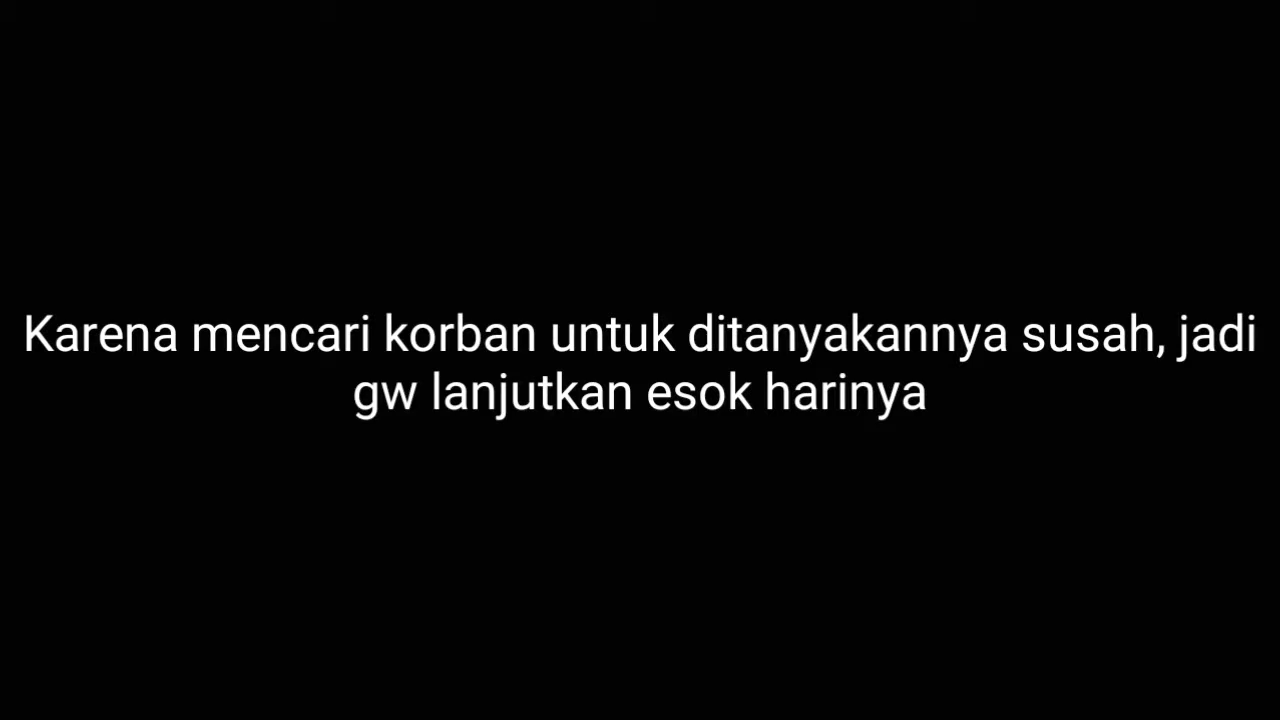 Karena mencari korban untuk ditanyakannya susah, jadi
gw lanjutkan esok harinya